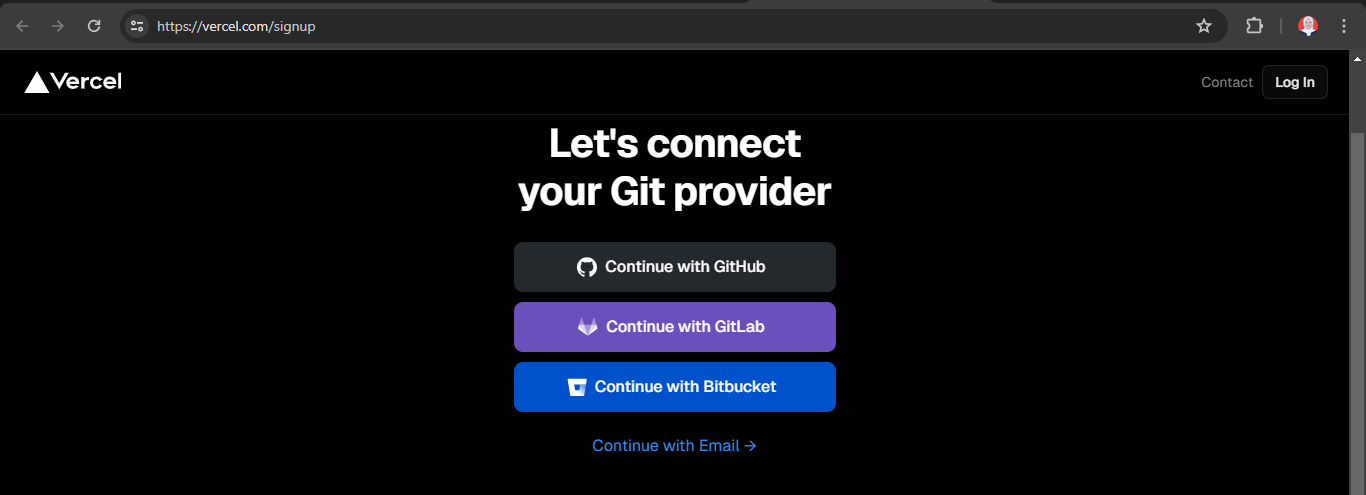 https://vercel.com/signup
Vercel
Contact
Log In
Let's connect
your Git provider
Continue with GitHub
Continue with GitLab
Continue with Bitbucket
Continue with Email →